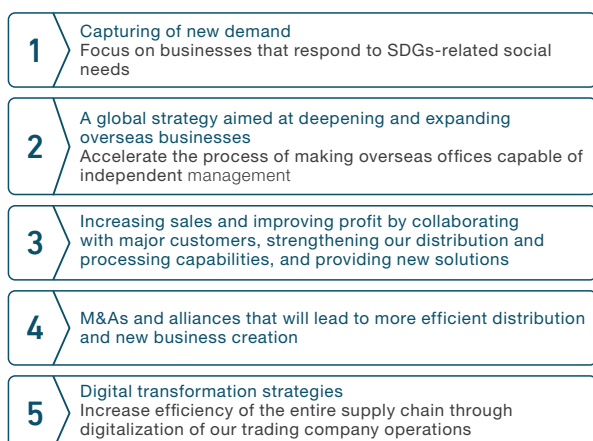 1
Capturing of new demand
Focus on businesses that respond to SDGs-related social
needs
2
A global strategy aimed at deepening and expanding
overseas businesses
Accelerate the process of making overseas offices capable of
independent management
3
Increasing sales and improving profit by collaborating
with major customers, strengthening our distribution and
processing capabilities, and providing new solutions
4
M&As and alliances that will lead to more efficient distribution
and new business creation
5
Digital transformation strategies
Increase efficiency of the entire supply chain through
digitalization of our trading company operations